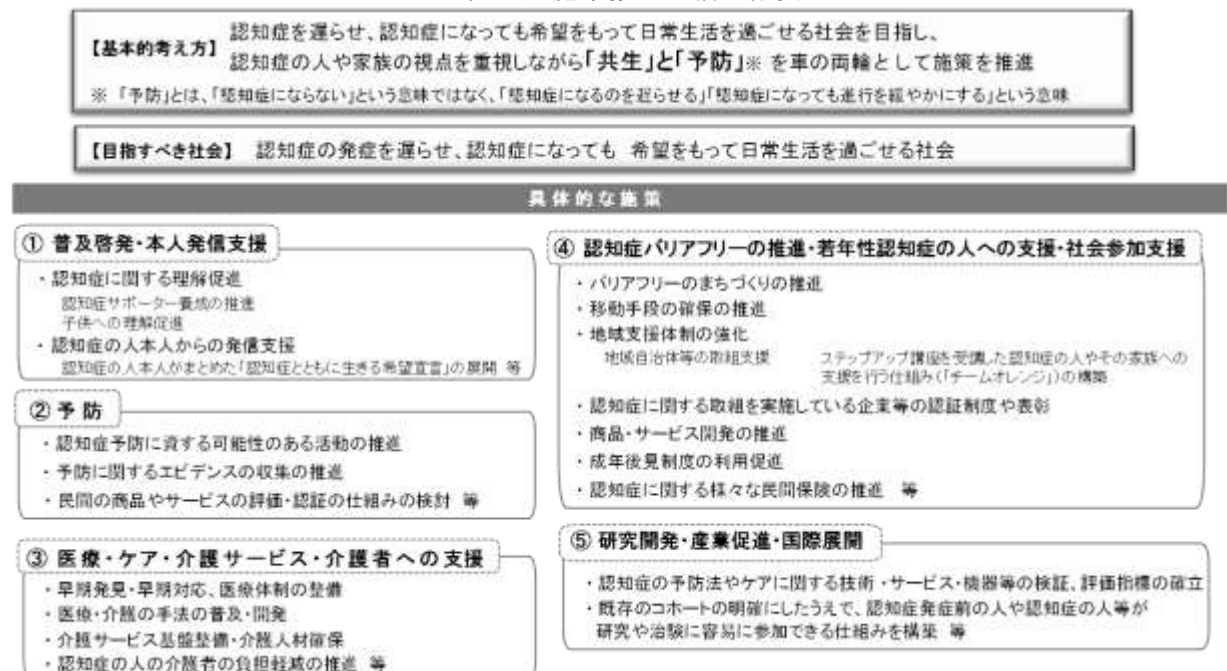 【基本的考え方】 認知症を遅らせ、認知症になっても希望をもって日常生活を過ごせる社会を目指し、
認知症の人や家族の視点を重視しながら「共生」と「予防」※ を車の両輪として施策を推進
※ 「予防」とは、「認知症にならない」という意味ではなく、「認知症になるのを遅らせる」「認知症になっても進行を緩やかにする」という意味
【目指すべき社会】 認知症の発症を遅らせ、認知症になっても 希望をもって日常生活を過ごせる社会
具体的な施策
① 普及啓発・本人発信支援
・認知症に関する理解促進
認知症サポーター養成の推進
子供への理解促進
・認知症の人本人からの発信支援
認知症の人本人がまとめた「認知症とともに生きる希望宣言」の展開 等
② 予防
・認知症予防に資する可能性のある活動の推進
・予防に関するエビデンスの収集の推進
・民間の商品やサービスの評価・認証の仕組みの検討 等
③ 医療・ケア・介護サービス・介護者への支援
・早期発見・早期対応、医療体制の整備
・医療・介護の手法の普及・開発
・介護サービス基盤整備・介護人材確保
・認知症の人の介護者の負担軽減の推進 等
④ 認知症バリアフリーの推進・若年性認知症の人への支援・社会参加支援
・バリアフリーのまちづくりの推進
・移動手段の確保の推進
・地域支援体制の強化
地域自治体等の取組支援 ステップアップ講座を受講した認知症の人やその家族への
支援を行う仕組み(「チームオレンジ」)の構築
・認知症に関する取組を実施している企業等の認証制度や表彰
・商品・サービス開発の推進
・成年後見制度の利用促進
・認知症に関する様々な民間保険の推進 等
⑤ 研究開発・産業促進・国際展開
・認知症の予防法やケアに関する技術・サービス・機器等の検証、評価指標の確立
・既存のコホートの明確にしたうえで、認知症発症前の人や認知症の人等が
研究や治験に容易に参加できる仕組みを構築 等